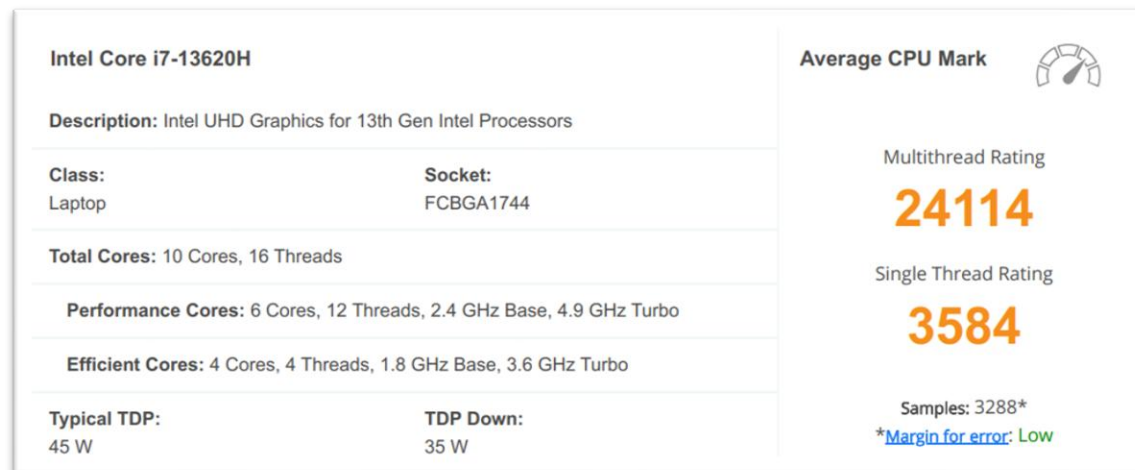 Intel Core i7-13620H
Description: Intel UHD Graphics for 13th Gen Intel Processors
Class:
Laptop
Socket:
FCBGA1744
Total Cores: 10 Cores, 16 Threads
Performance Cores: 6 Cores, 12 Threads, 2.4 GHz Base, 4.9 GHz Turbo
Efficient Cores: 4 Cores, 4 Threads, 1.8 GHz Base, 3.6 GHz Turbo
Typical TDP:
45 W
TDP Down:
35 W
Average CPU Mark
Multithread Rating
24114
Single Thread Rating
3584
Samples: 3288*
*Margin for error: Low